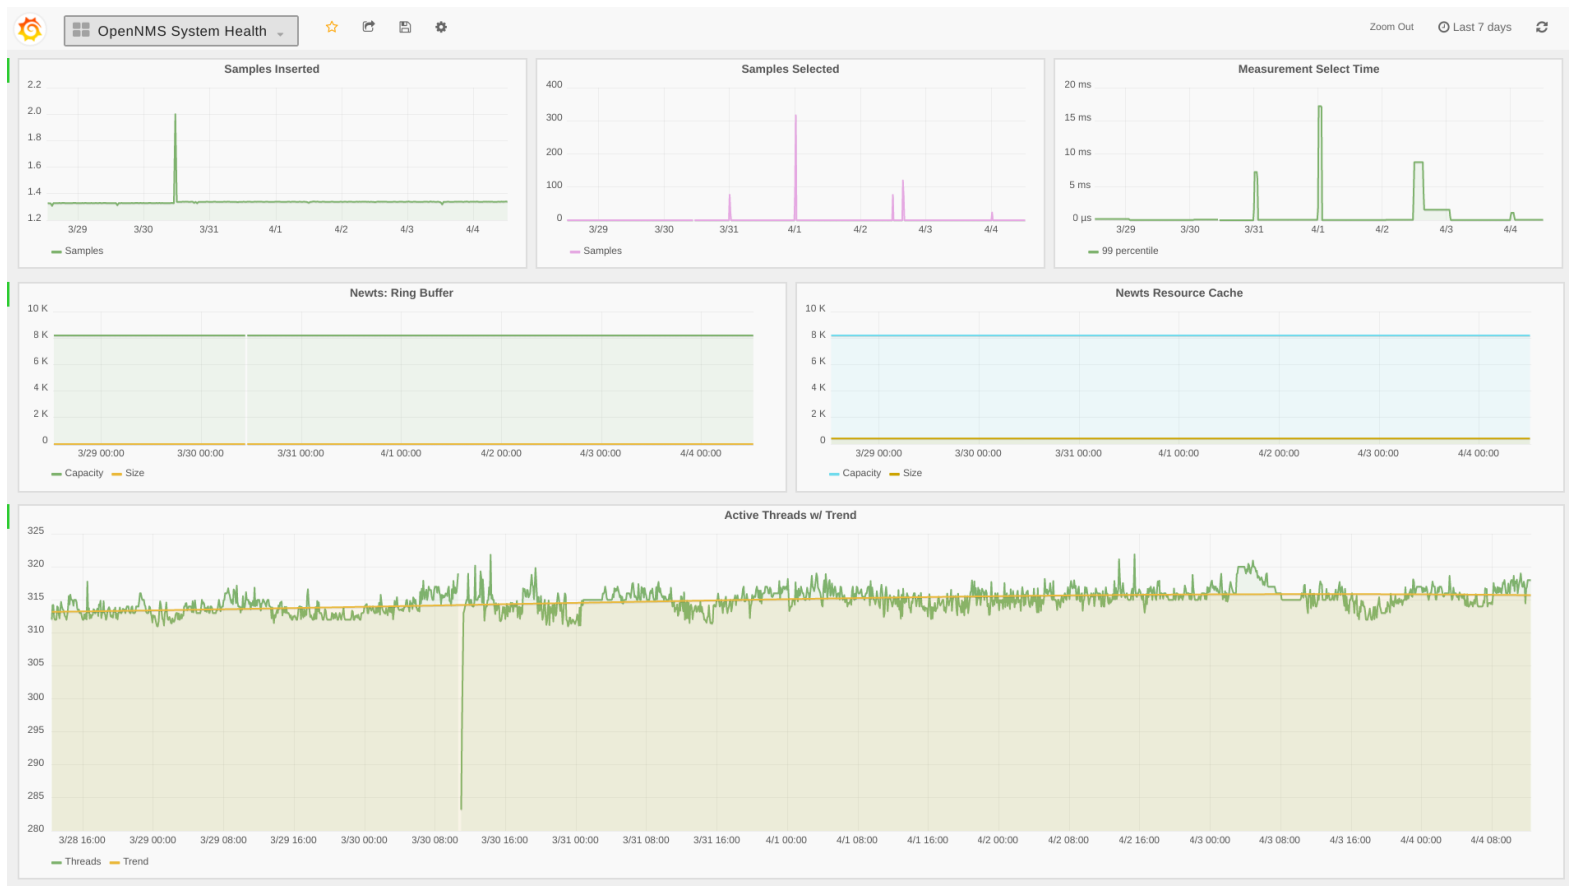 OpenNMS System Health
Zoom Out Last 7 days
Samples Inserted
2.2
2.0
1.8
1.6
1.4
1.2
3/29 3/30 3/31 4/1 4/2 4/3 4/4
Samples
Samples Selected
400
300
200
100
0
3/29 3/30 3/31 4/1 4/2 4/3 4/4
Samples
Measurement Select Time
20 ms
15 ms
10 ms
5 ms
0 µs
3/29 3/30 3/31 4/1 4/2 4/3 4/4
99 percentile
Newts: Ring Buffer
10 K
8 K
6 K
4 K
2 K
0
3/29 00:00 3/30 00:00 3/31 00:00 4/1 00:00 4/2 00:00 4/3 00:00 4/4 00:00
Capacity Size
Newts Resource Cache
10 K
8 K
6 K
4 K
2 K
0
3/29 00:00 3/30 00:00 3/31 00:00 4/1 00:00 4/2 00:00 4/3 00:00 4/4 00:00
Capacity Size
Active Threads w/ Trend
325
320
315
310
305
300
295
290
285
280
3/28 16:00 3/29 00:00 3/29 08:00 3/29 16:00 3/30 00:00 3/30 08:00 3/30 16:00 3/31 00:00 3/31 08:00 3/31 16:00 4/1 00:00 4/1 08:00 4/1 16:00 4/2 00:00 4/2 08:00 4/2 16:00 4/3 00:00 4/3 08:00 4/3 16:00 4/4 00:00 4/4 08:00
Threads Trend